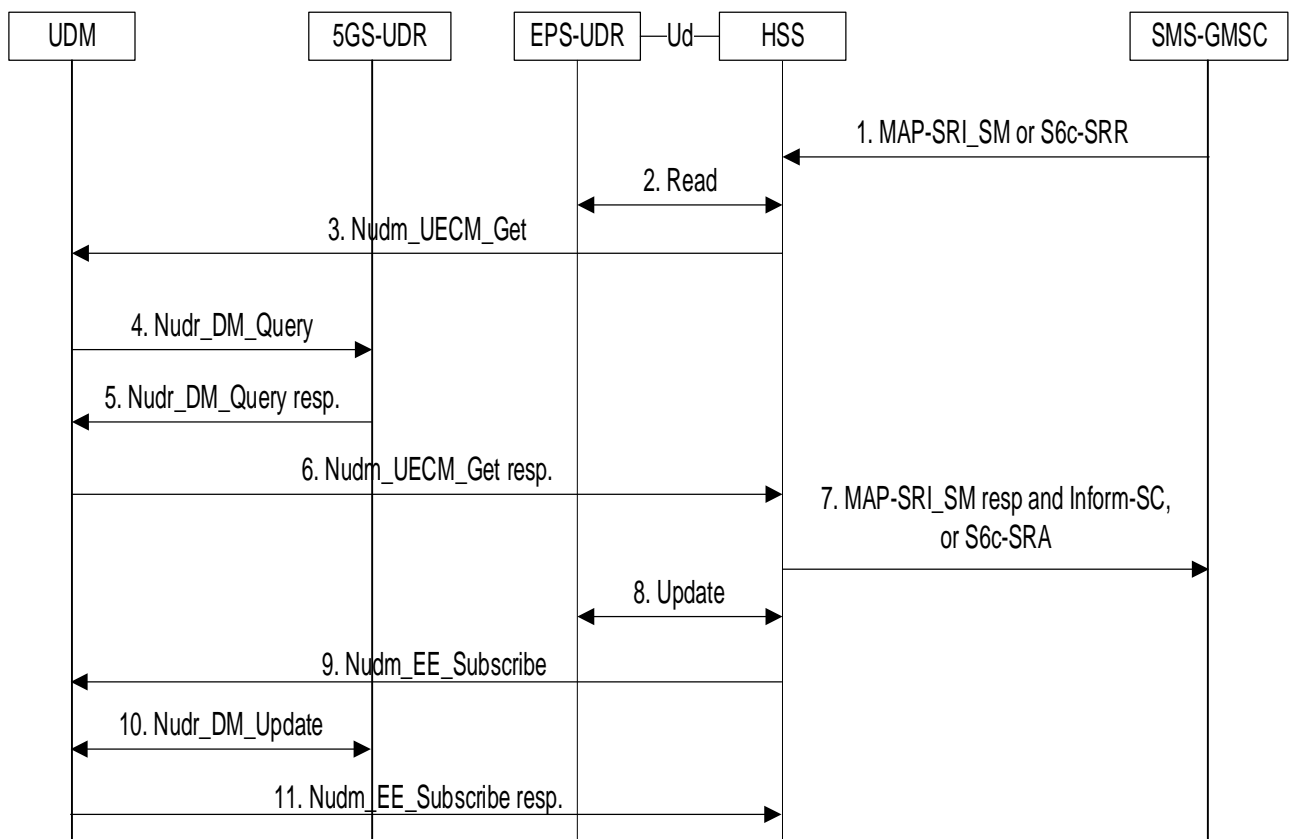 UDM
5GS-UDR
EPS-UDR
Ud
HSS
SMS-GMSC
1. MAP-SRI_SM or S6c-SRR
2. Read
3. Nudm_UECM_Get
4. Nudr_DM_Query
5. Nudr_DM_Query resp.
6. Nudm_UECM_Get resp.
7. MAP-SRI_SM resp and Inform-SC,
or S6c-SRA
8. Update
9. Nudm_EE_Subscribe
10. Nudr_DM_Update
11. Nudm_EE_Subscribe resp.